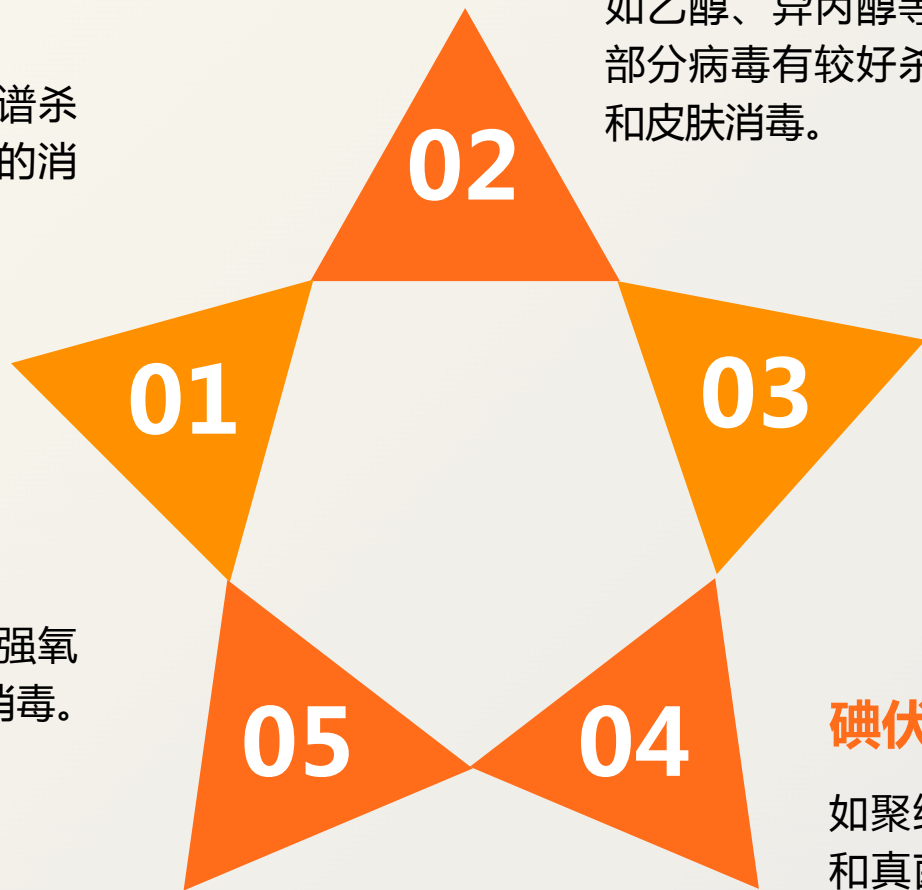 谱杀
的消
02
如乙醇、异丙醇等
部分病毒有较好杀
和皮肤消毒。
01
03
强氧
消毒。
05
04
碘伏
如聚维
和真菌